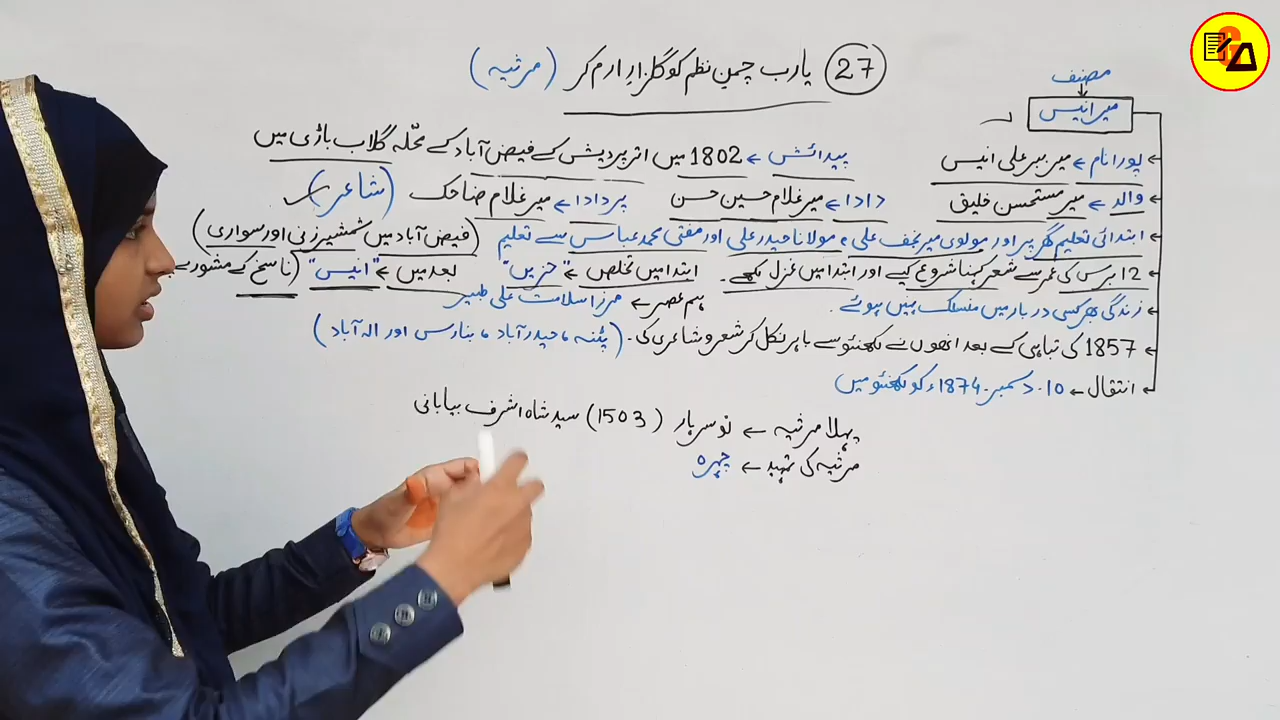 27 یارب چمنِ نظم کو گلزارِ ارم کر (مرثیہ)
مصنف
میر انیس
پورا نام ← میر ببر علی انیس پیدائش ← 1802 میں اتر پردیش کے فیض آباد کے محلہ گلاب باڑی میں
والد ← میر مستحسن خلیق دادا ← میر غلام حسین حسن پردادا ← میر غلام ضاحک (شاعر)
ابتدائی تعلیم گھر پر اور مولوی میر نجف علی، مولانا حیدر علی اور مفتی محمد عباس سے تعلیم (فیض آباد میں شمشیر زنی اور سواری)
12 برس کی عمر سے شعر کہنا شروع کیے اور ابتدا میں غزل لکھے۔ ابتدا میں تخلص ← "حزیں" بعد میں ← "انیس" (ناسخ کے مشورے
زندگی بھر کسی دربار میں منسلک نہیں ہوئے۔ ہم عصر ← مرزا سلامت علی
1857 کی تباہی کے بعد انھوں نے لکھنئو سے باہر نکل کر شعر و شاعری کی۔ (پٹنہ، حیدرآباد، بنارس اور الہ آباد)
انتقال ← 10 دسمبر 1874ء کو لکھنئو میں
پہلا مرثیہ ← نوسرہار (1503) سید شاہ اشرف بیابانی
مرثیہ کی تمہید ← چہرہ